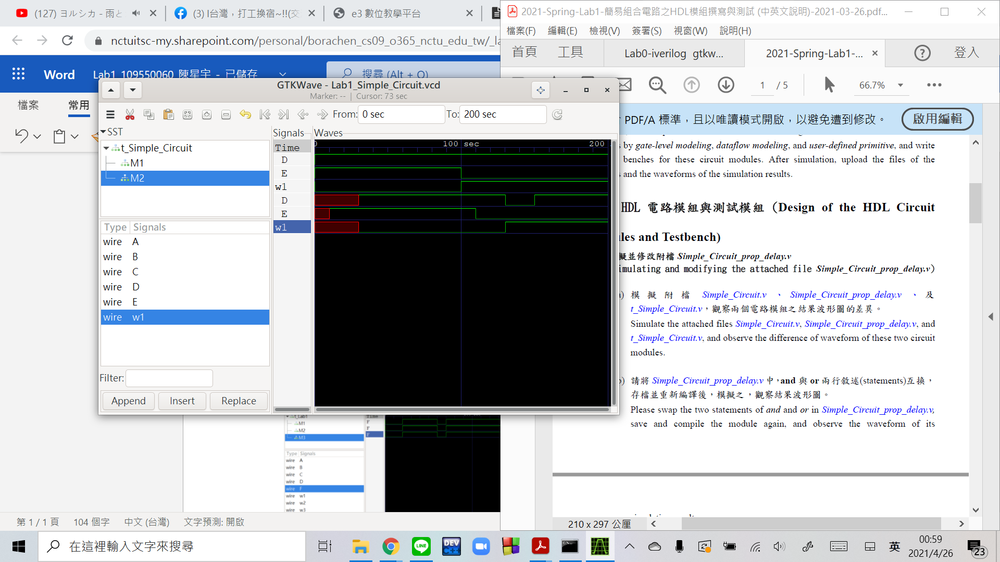 (127) ヨルシカ - 雨と
(3) I台灣，打工換宿~!!(交
e3 數位教學平台
nctuitsc-my.sharepoint.com/personal/borachen_cs09_o365_nctu_edu_tw/_la
Word
Lab1_109550060_陳星宇 - 已儲存
搜尋 (Alt + Q)
檔案
常用
2021-Spring-Lab1-簡易組合電路之HDL模組撰寫與測試 (中英文說明)-2021-03-26.pdf...
檔案(F) 編輯(E) 檢視(V) 簽署(S) 視窗(W) 說明(H)
首頁 工具 Lab0-iverilog gtkw... 2021-Spring-Lab1-... 登入
1 / 5
66.7%
PDF/A 標準，且以唯讀模式開啟，以避免遭到修改。
啟用編輯
GTKWave - Lab1_Simple_Circuit.vcd
Marker: -- | Cursor: 73 sec
From: 0 sec To: 200 sec
SST
t_Simple_Circuit
M1
M2
Type Signals
wire A
wire B
wire C
wire D
wire E
wire w1
Filter:
Append Insert Replace
Signals
Time
D
E
w1
D
E
w1
Waves
0 100 sec 200
s by gate-level modeling, dataflow modeling, and user-defined primitive, and write
benches for these circuit modules. After simulation, upload the files of the
s and the waveforms of the simulation results.
HDL 電路模組與測試模組（Design of the HDL Circuit
les and Testbench)
擬並修改附檔 Simple_Circuit_prop_delay.v
imulating and modifying the attached file Simple_Circuit_prop_delay.v)
a) 模擬附檔 Simple_Circuit.v 、 Simple_Circuit_prop_delay.v 、及
t_Simple_Circuit.v，觀察兩個電路模組之結果波形圖的差異。
Simulate the attached files Simple_Circuit.v, Simple_Circuit_prop_delay.v, and
t_Simple_Circuit.v, and observe the difference of waveform of these two circuit
modules.
b) 請將 Simple_Circuit_prop_delay.v 中，and 與 or 兩行敘述(statements)互換，
存檔並重新編譯後，模擬之，觀察結果波形圖。
Please swap the two statements of and and or in Simple_Circuit_prop_delay.v,
save and compile the module again, and observe the waveform of its
210 x 297 公厘
t_Lab1
M1
M2
M3
Type Signals
wire A
wire B
wire C
wire D
wire F
wire w1
wire w2
wire w3
Time
F
F
F
第 1 / 1 頁 104 個字 中文 (台灣) 文字預測: 開啟
在這裡輸入文字來搜尋
LINE
DEV
C++
英
00:59
2021/4/26
23